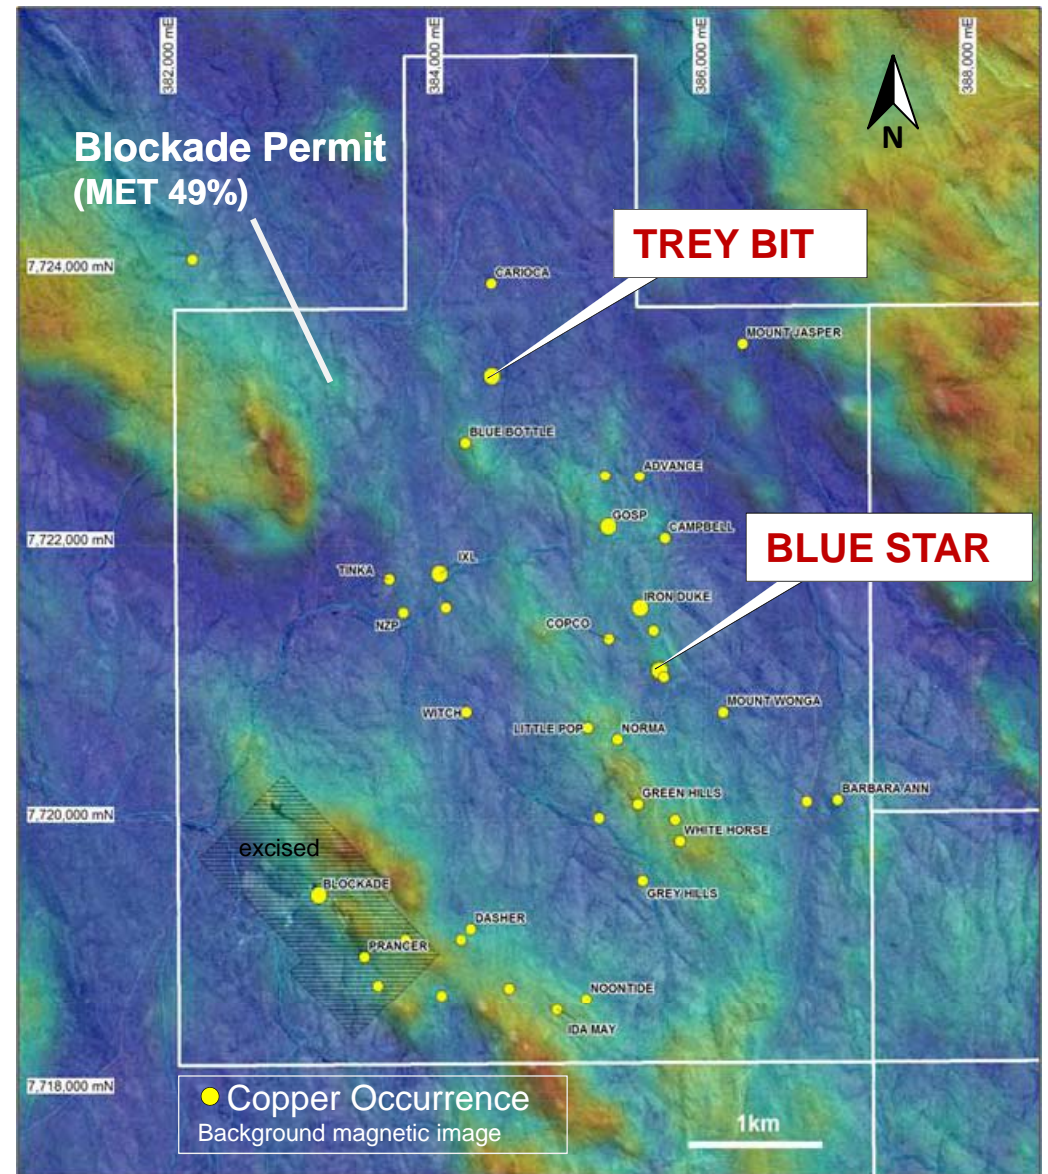 382,000 mE
384,000 mE
386,000 mE
388,000 mE
N
Blockade Permit
(MET 49%)
TREY BIT
7,724,000 mN
CARIOCA
MOUNT JASPER
BLUE BOTTLE
ADVANCE
GOSP
CAMPBELL
7,722,000 mN
BLUE STAR
IXL
TINKA
IRON DUKE
NZP
COPCO
WITCH
MOUNT WONGA
LITTLE POP
NORMA
BARBARA ANN
GREEN HILLS
7,720,000 mN
WHITE HORSE
excised
BLOCKADE
GREY HILLS
DASHER
PRANCER
NOONTIDE
IDA MAY
7,718,000 mN
Copper Occurrence
Background magnetic image
1km